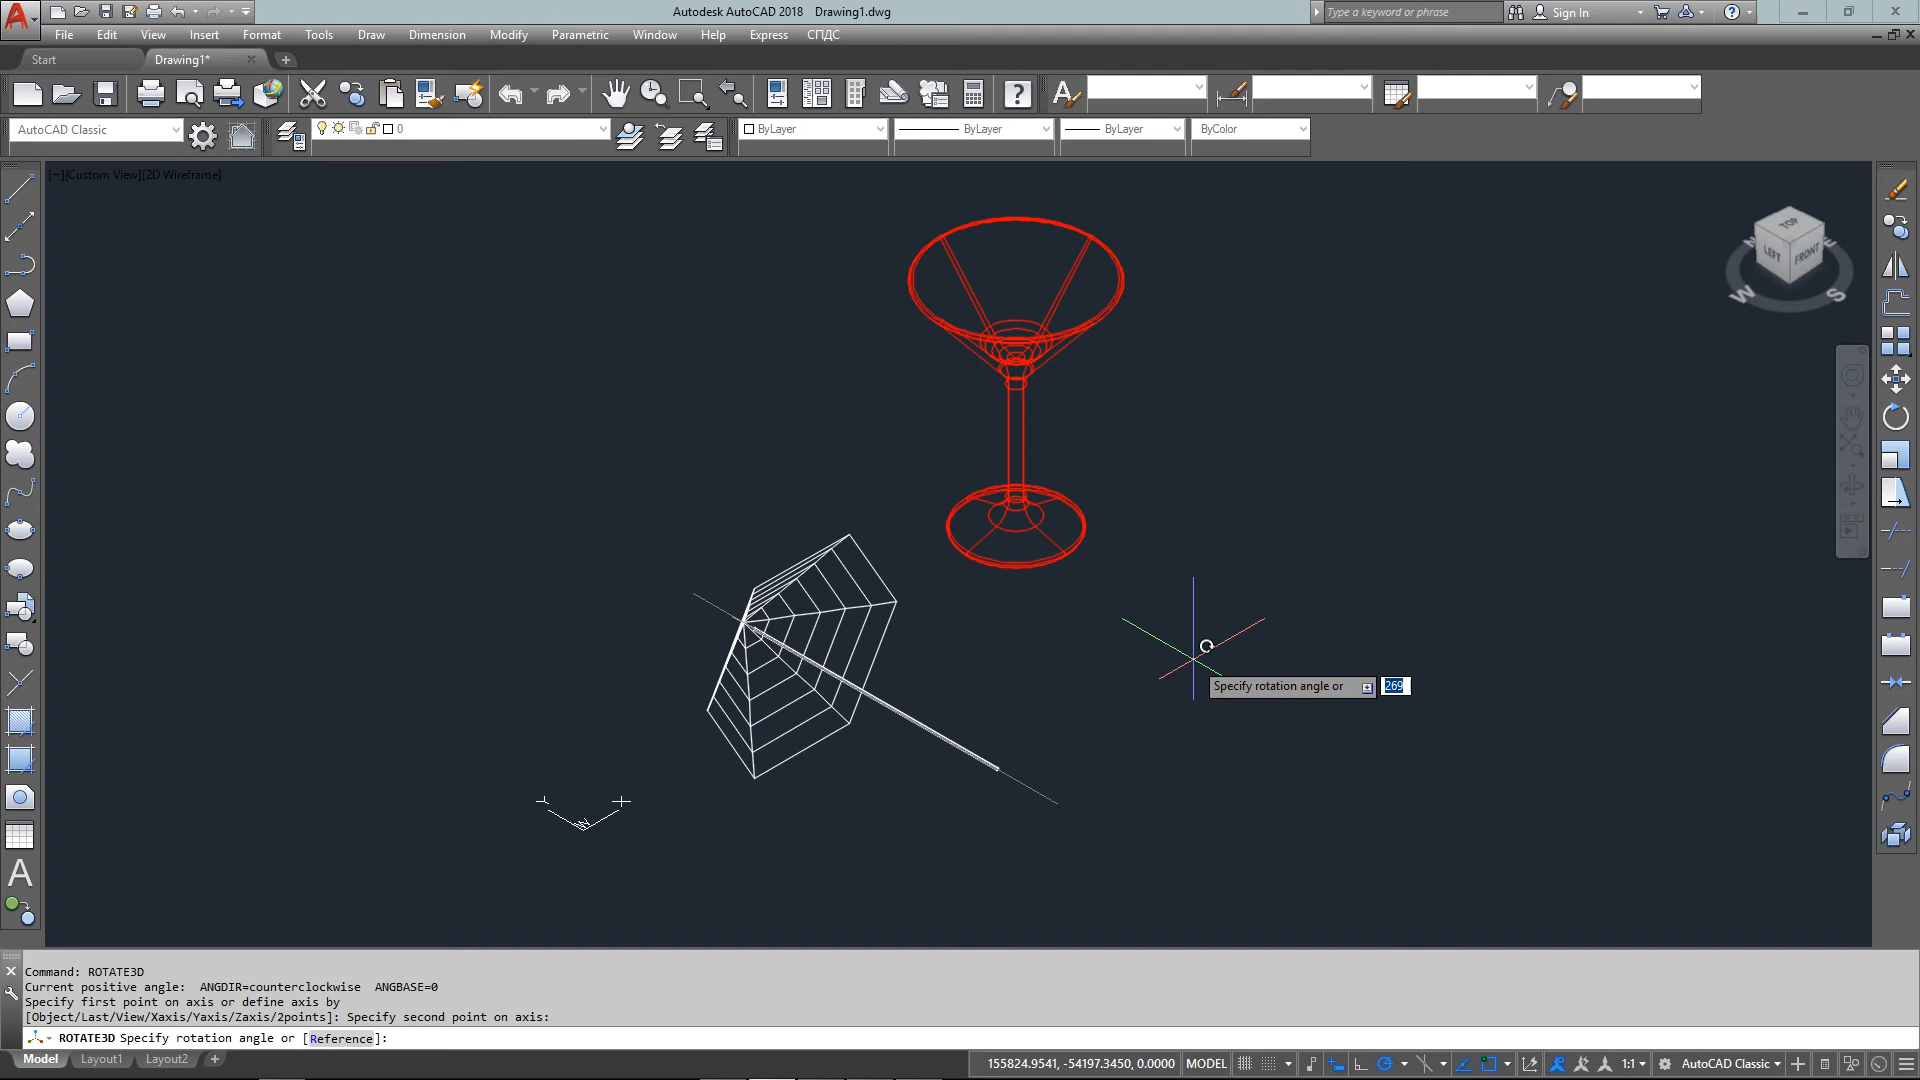 Autodesk AutoCAD 2018 Drawing1.dwg
Type a keyword or phrase
Sign In
File Edit View Insert Format Tools Draw Dimension Modify Parametric Window Help Express СПДС
Start Drawing1*
AutoCAD Classic
0
ByLayer ByLayer ByLayer ByColor
[−][Custom View][2D Wireframe]
TOP
LEFT FRONT
W S
Specify rotation angle or 269
W
Command: ROTATE3D
Current positive angle: ANGDIR=counterclockwise ANGBASE=0
Specify first point on axis or define axis by
[Object/Last/View/Xaxis/Yaxis/Zaxis/2points]: Specify second point on axis:
ROTATE3D Specify rotation angle or [Reference]:
Model Layout1 Layout2 +
155824.9541, -54197.3450, 0.0000 MODEL 1:1 AutoCAD Classic